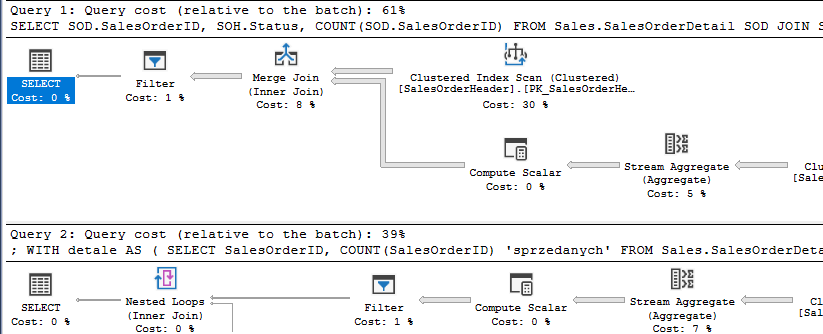 Query 1: Query cost (relative to the batch): 61%
SELECT SOD.SalesOrderID, SOH.Status, COUNT(SOD.SalesOrderID) FROM Sales.SalesOrderDetail SOD JOIN S
SELECT
Cost: 0 %
Filter
Cost: 1 %
Merge Join
(Inner Join)
Cost: 8 %
Clustered Index Scan (Clustered)
[SalesOrderHeader].[PK_SalesOrderHe…
Cost: 30 %
Compute Scalar
Cost: 0 %
Stream Aggregate
(Aggregate)
Cost: 5 %
Clu
[Sale
Query 2: Query cost (relative to the batch): 39%
; WITH detale AS ( SELECT SalesOrderID, COUNT(SalesOrderID) 'sprzedanych' FROM Sales.SalesOrderDeta
SELECT
Cost: 0 %
Nested Loops
(Inner Join)
Cost: 0 %
Filter
Cost: 1 %
Compute Scalar
Cost: 0 %
Stream Aggregate
(Aggregate)
Cost: 7 %
Clu
[Sale